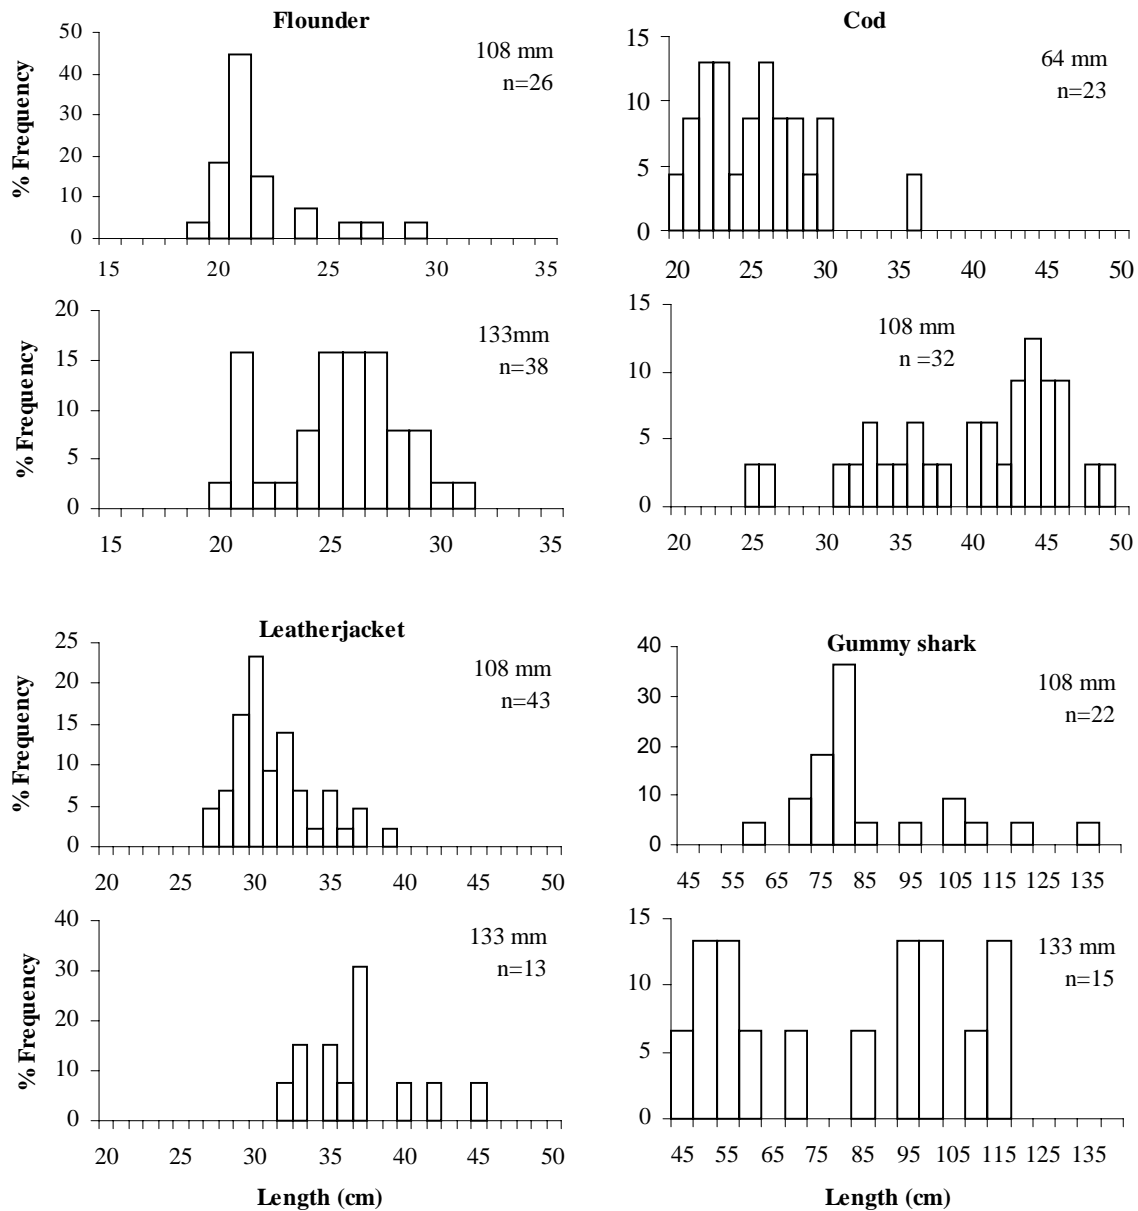 Flounder
% Frequency
50
40
30
20
10
0
108 mm
n=26
15 20 25 30 35
Cod
15
10
5
0
64 mm
n=23
20 25 30 35 40 45 50
% Frequency
20
15
10
5
0
133mm
n=38
15 20 25 30 35
15
10
5
0
108 mm
n =32
20 25 30 35 40 45 50
Leatherjacket
% Frequency
25
20
15
10
5
0
108 mm
n=43
20 25 30 35 40 45 50
Gummy shark
40
30
20
10
0
108 mm
n=22
45 55 65 75 85 95 105 115 125 135
% Frequency
40
30
20
10
0
133 mm
n=13
20 25 30 35 40 45 50
Length (cm)
15
10
5
0
133 mm
n=15
45 55 65 75 85 95 105 115 125 135
Length (cm)